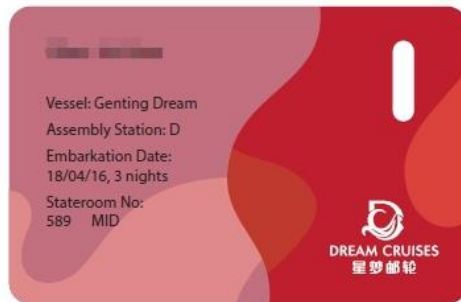 Vessel: Genting Dream
Assembly Station: D
Embarkation Date:
18/04/16, 3 nights
Stateroom No:
589 MID
DREAM CRUISES
星梦邮轮